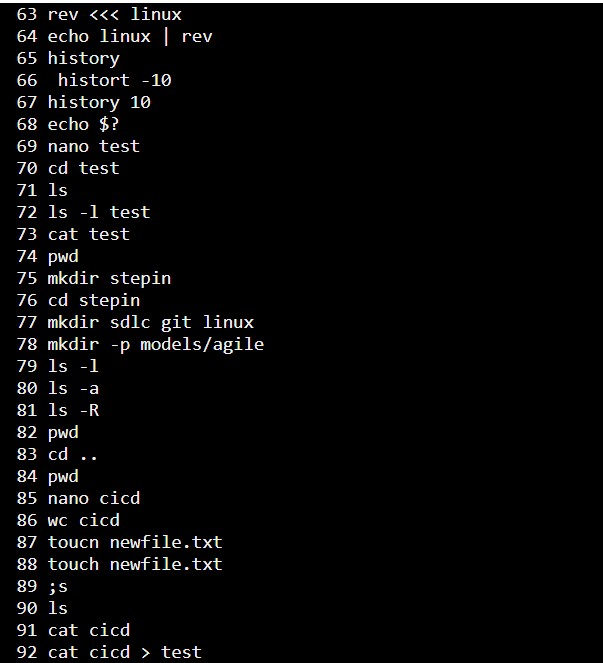 63 rev <<< linux
64 echo linux | rev
65 history
66  histort -10
67 history 10
68 echo $?
69 nano test
70 cd test
71 ls
72 ls -l test
73 cat test
74 pwd
75 mkdir stepin
76 cd stepin
77 mkdir sdlc git linux
78 mkdir -p models/agile
79 ls -l
80 ls -a
81 ls -R
82 pwd
83 cd ..
84 pwd
85 nano cicd
86 wc cicd
87 toucn newfile.txt
88 touch newfile.txt
89 ;s
90 ls
91 cat cicd
92 cat cicd > test